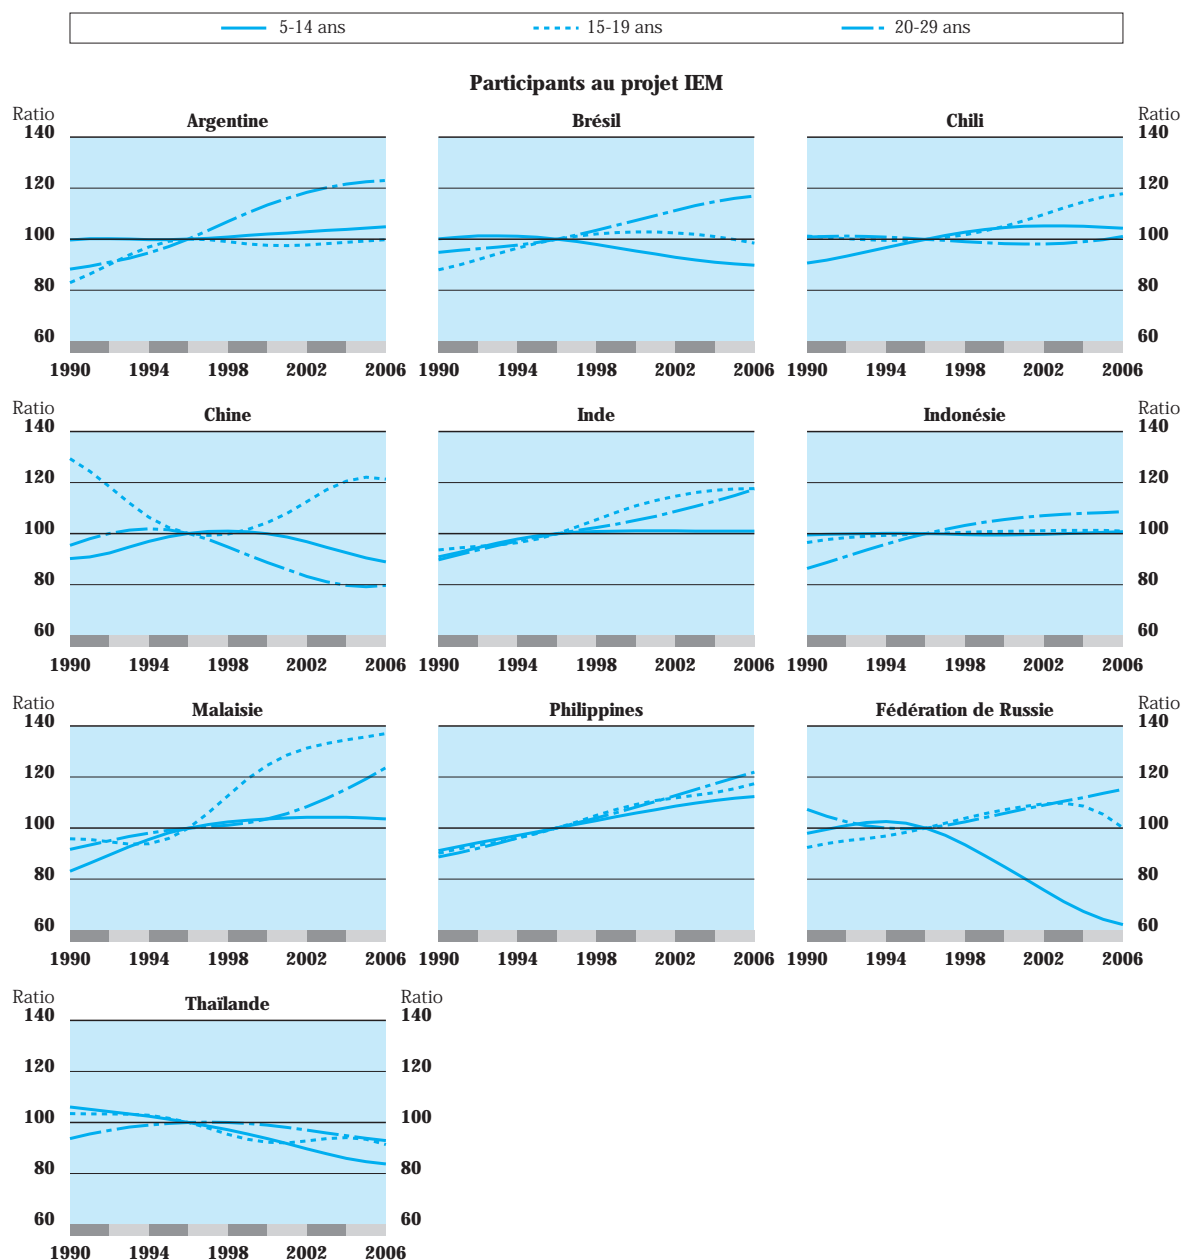 5-14 ans 15-19 ans 20-29 ans
Participants au projet IEM
Ratio Argentine Brésil Chili Ratio
140 140
120 120
100 100
80 80
60 60
1990 1994 1998 2002 2006 1990 1994 1998 2002 2006 1990 1994 1998 2002 2006
Ratio Chine Inde Indonésie Ratio
140 140
120 120
100 100
80 80
60 60
1990 1994 1998 2002 2006 1990 1994 1998 2002 2006 1990 1994 1998 2002 2006
Ratio Malaisie Philippines Fédération de Russie Ratio
140 140
120 120
100 100
80 80
60 60
1990 1994 1998 2002 2006 1990 1994 1998 2002 2006 1990 1994 1998 2002 2006
Ratio Thaïlande Ratio
140 140
120 120
100 100
80 80
60 60
1990 1994 1998 2002 2006